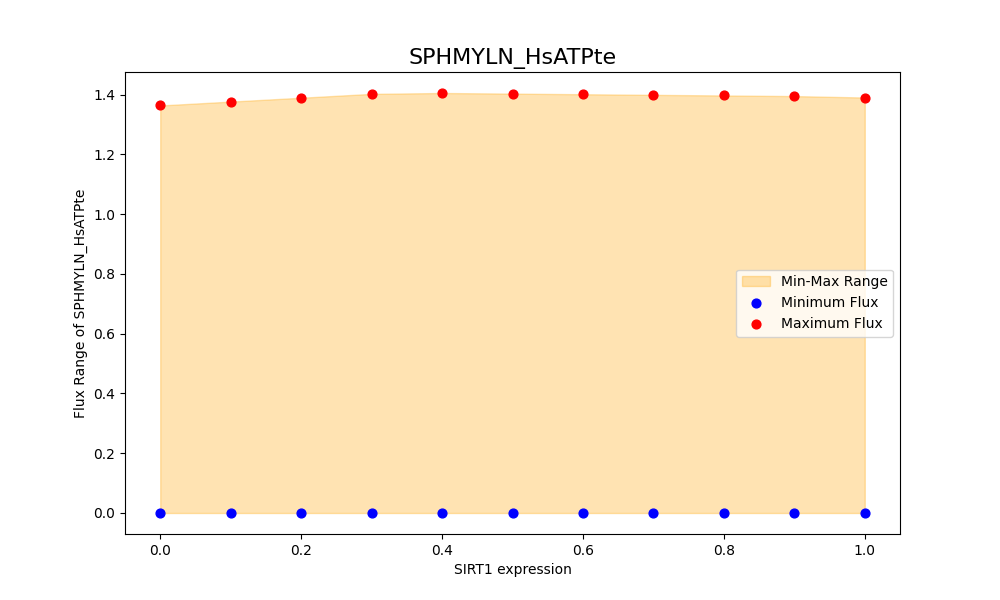 SPHMYLN_HsATPte
Flux Range of SPHMYLN_HsATPte
1.4
1.2
1.0
0.8
0.6
0.4
0.2
0.0
Min-Max Range
Minimum Flux
Maximum Flux
0.0 0.2 0.4 0.6 0.8 1.0
SIRT1 expression